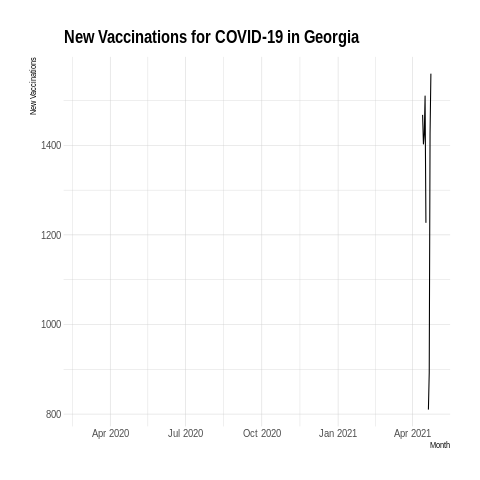 New Vaccinations for COVID-19 in Georgia
New Vaccinations
1400
1200
1000
800
Apr 2020 Jul 2020 Oct 2020 Jan 2021 Apr 2021
Month